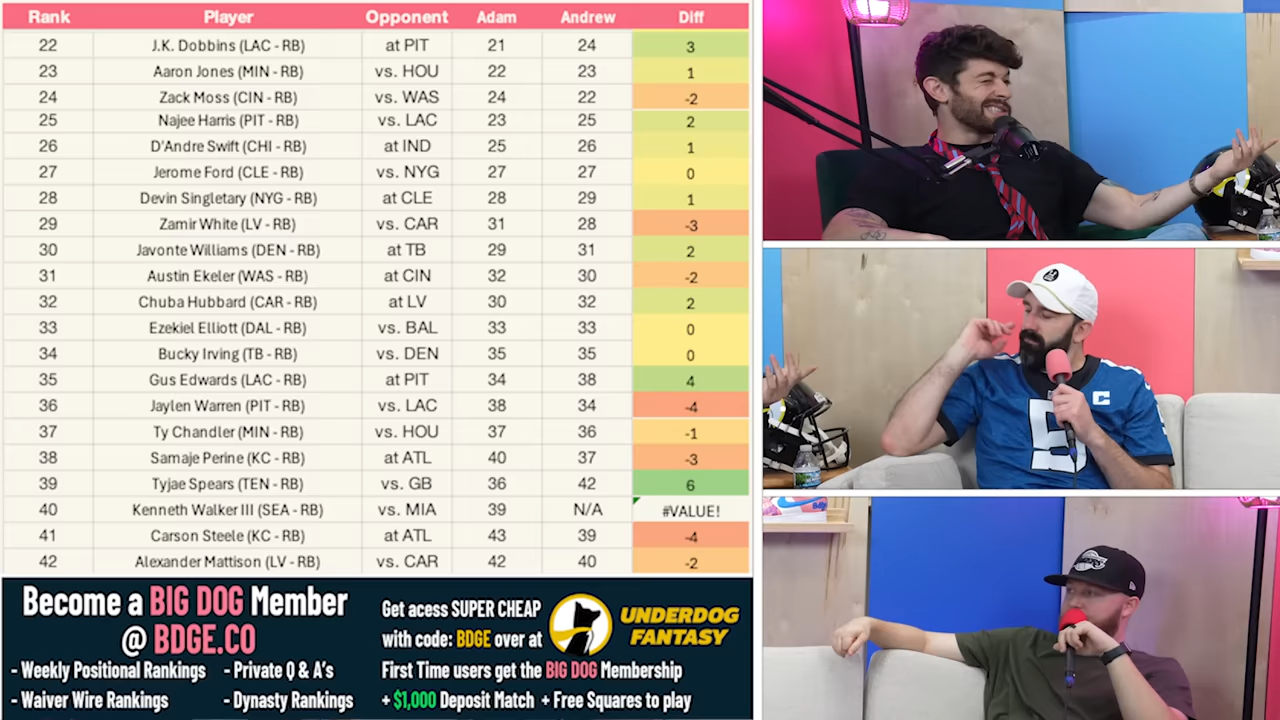 Rank Player Opponent Adam Andrew Diff
22 J.K. Dobbins (LAC - RB) at PIT 21 24 3
23 Aaron Jones (MIN - RB) vs. HOU 22 23 1
24 Zack Moss (CIN - RB) vs. WAS 24 22 -2
25 Najee Harris (PIT - RB) vs. LAC 23 25 2
26 D'Andre Swift (CHI - RB) at IND 25 26 1
27 Jerome Ford (CLE - RB) vs. NYG 27 27 0
28 Devin Singletary (NYG - RB) at CLE 28 29 1
29 Zamir White (LV - RB) vs. CAR 31 28 -3
30 Javonte Williams (DEN - RB) at TB 29 31 2
31 Austin Ekeler (WAS - RB) at CIN 32 30 -2
32 Chuba Hubbard (CAR - RB) at LV 30 32 2
33 Ezekiel Elliott (DAL - RB) vs. BAL 33 33 0
34 Bucky Irving (TB - RB) vs. DEN 35 35 0
35 Gus Edwards (LAC - RB) at PIT 34 38 4
36 Jaylen Warren (PIT - RB) vs. LAC 38 34 -4
37 Ty Chandler (MIN - RB) vs. HOU 37 36 -1
38 Samaje Perine (KC - RB) at ATL 40 37 -3
39 Tyjae Spears (TEN - RB) vs. GB 36 42 6
40 Kenneth Walker III (SEA - RB) vs. MIA 39 N/A #VALUE!
41 Carson Steele (KC - RB) at ATL 43 39 -4
42 Alexander Mattison (LV - RB) vs. CAR 42 40 -2
Become a BIG DOG Member
@ BDGE.CO
- Weekly Positional Rankings - Private Q & A's
- Waiver Wire Rankings - Dynasty Rankings
Get acess SUPER CHEAP
with code: BDGE over at
UNDERDOG
FANTASY
First Time users get the BIG DOG Membership
+ $1,000 Deposit Match + Free Squares to play
C
5